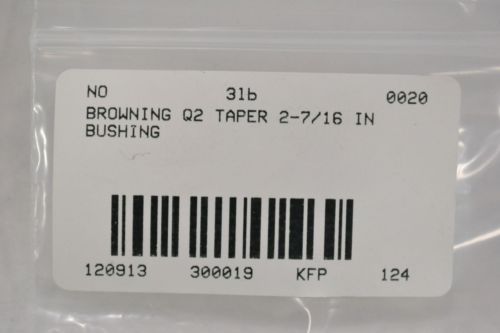 NO 31b 0020
BROWNING Q2 TAPER 2-7/16 IN
BUSHING
120913 300019 KFP 124